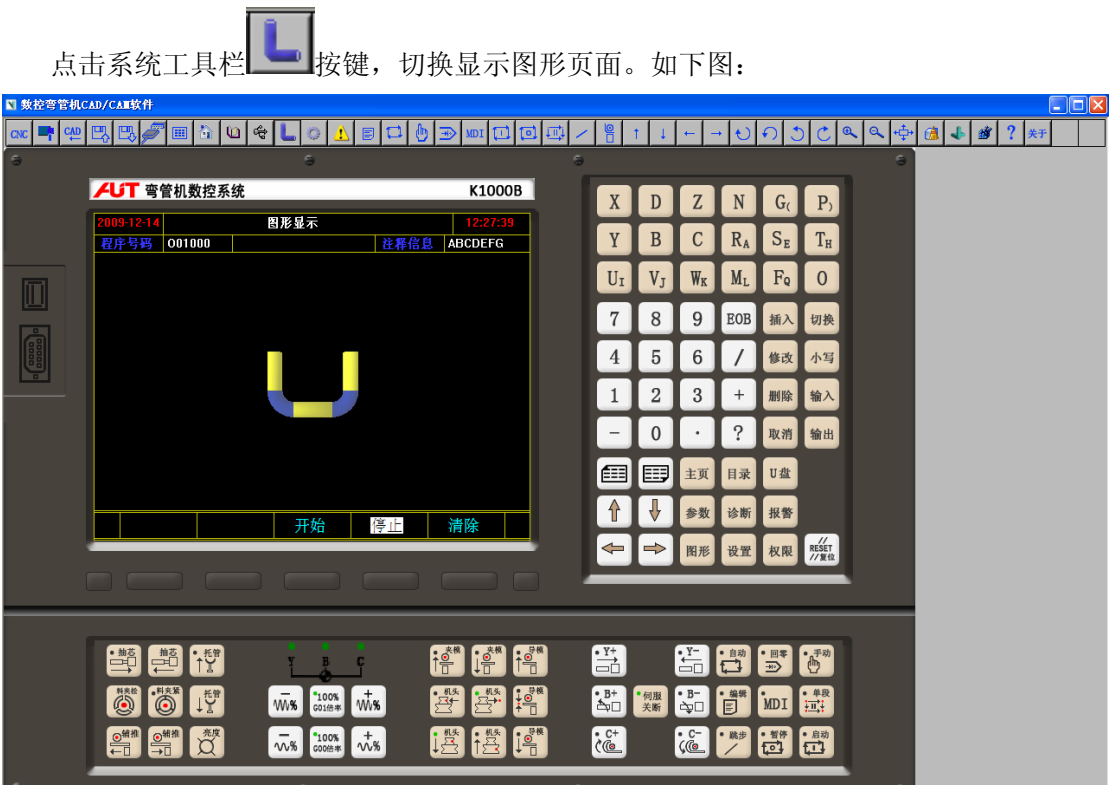 点击系统工具栏按键，切换显示图形页面。如下图：
数控弯管机CAD/CAM软件
CNC CAD MDI ? 关于
AUT 弯管机数控系统 K1000B
2009-12-14 图形显示 12:27:39
程序号码 O01000 注释信息 ABCDEFG
开始 停止 清除
X D Z N G( P)
Y B C RA SE TH
UI VJ WK ML FQ O
7 8 9 EOB 插入 切换
4 5 6 / 修改 小写
1 2 3 + 删除 输入
- 0 · ? 取消 输出
主页 目录 U盘
参数 诊断 报警
图形 设置 权限 // RESET //复位
抽芯 抽芯 托管 Y B C 夹模 夹模 导模 Y+ Y- 自动 回零 手动
料夹松 料夹紧 托管 - % 100% G01倍率 + % 机头 机头 导模 B+ 伺服关断 B- 编辑 MDI 单段
辅推 辅推 亮度 - % 100% G00倍率 + % 机头 机头 导模 C+ C- 跳步 暂停 启动